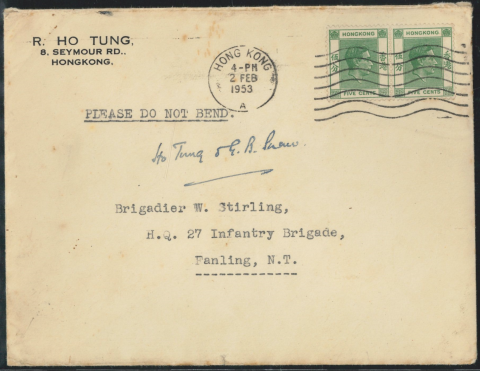 R. HO TUNG,
8. SEYMOUR RD..
HONGKONG.
HONG KONG
4-PM
2 FEB
1953
A
HONGKONG
FIVE CENTS
HONGKONG
FIVE CENTS
PLEASE DO NOT BEND.
Ho Tung & G. B. Shaw.
Brigadier W. Stirling,
H.Q. 27 Infantry Brigade,
Fanling, N.T.